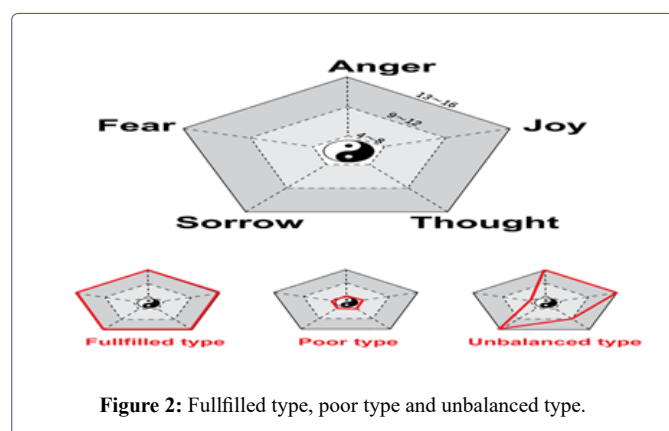 Anger
13~16
Fear
9~12
Joy
4~8
Sorrow
Thought
Fullfilled type
Poor type
Unbalanced type
Figure 2: Fullfilled type, poor type and unbalanced type.